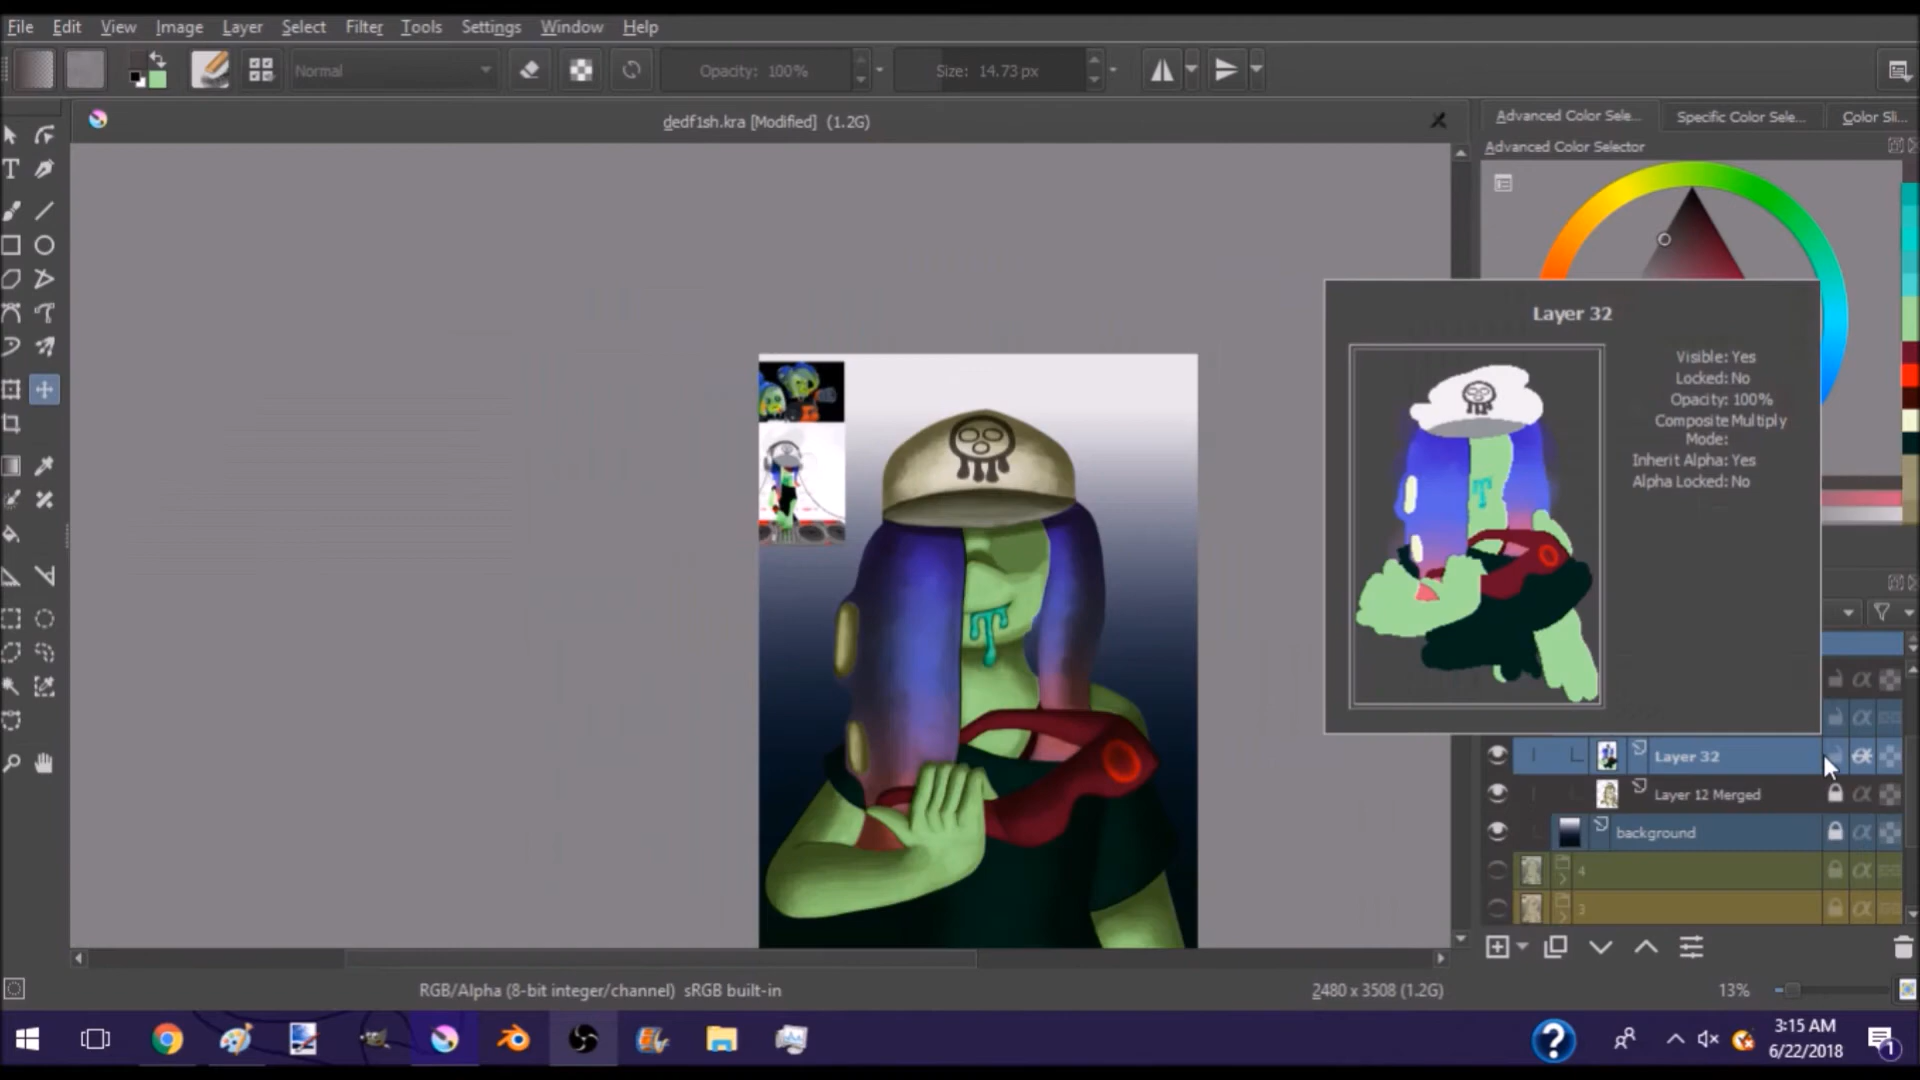 File Edit View Image Layer Select Filter Tools Settings Window Help
Normal Opacity: 100% Size: 14.73 px
dedf1sh.kra [Modified] (1.2G)
Advanced Color Sele... Specific Color Sele... Color Sli...
Advanced Color Selector
Layer 32
Visible: Yes
Locked: No
Opacity: 100%
Composite Multiply
Mode:
Inherit Alpha: Yes
Alpha Locked: No
Layer 32
Layer 12 Merged
background
4
3
RGB/Alpha (8-bit integer/channel) sRGB built-in 2480 x 3508 (1.2G) 13%
3:15 AM
6/22/2018
1